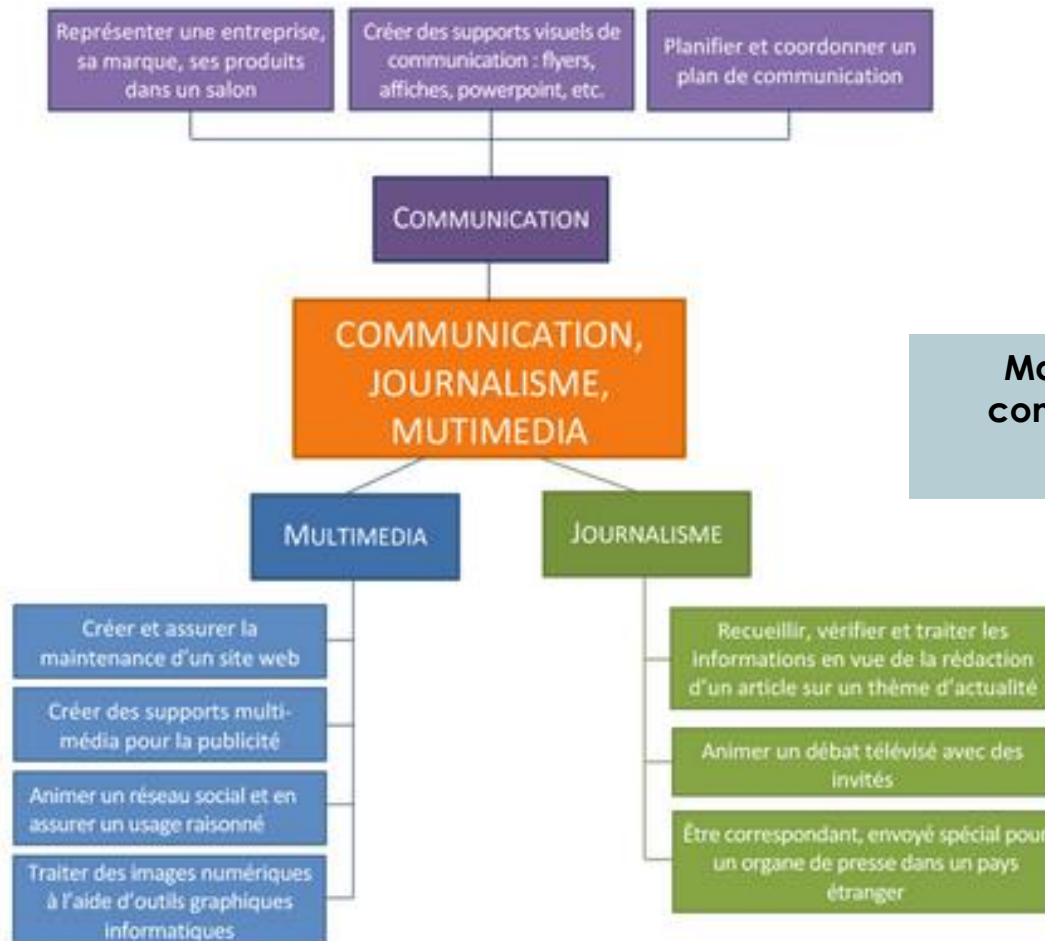 Représenter une entreprise,
sa marque, ses produits
dans un salon
Créer des supports visuels de
communication : flyers,
affiches, powerpoint, etc.
Planifier et coordonner un
plan de communication
COMMUNICATION
COMMUNICATION,
JOURNALISME,
MUTIMEDIA
MULTIMEDIA
JOURNALISME
Créer et assurer la
maintenance d'un site web
Créer des supports multi-
média pour la publicité
Animer un réseau social et en
assurer un usage raisonné
Traiter des images numériques
à l'aide d'outils graphiques
informatiques
Recueillir, vérifier et traiter les
informations en vue de la rédaction
d'un article sur un thème d'actualité
Animer un débat télévisé avec des
invités
Être correspondant, envoyé spécial pour
un organe de presse dans un pays
étranger